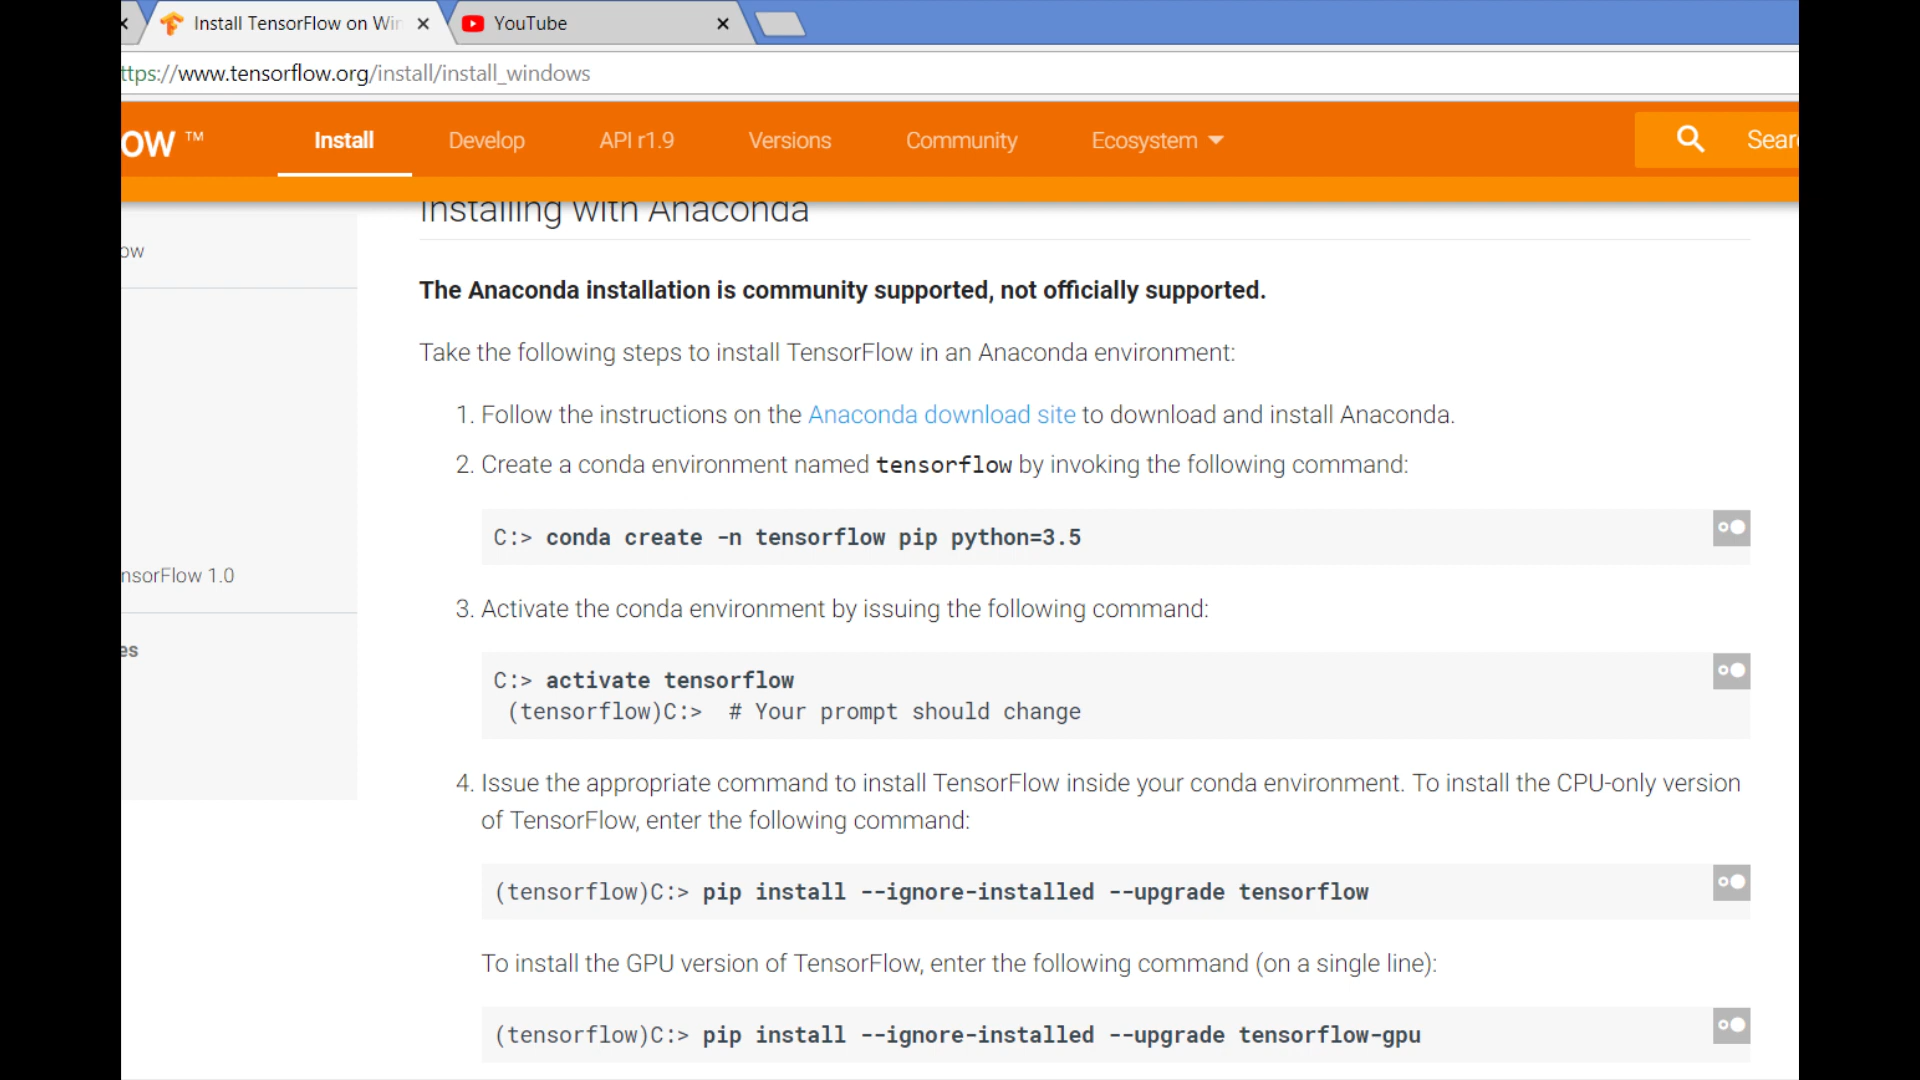 Install TensorFlow on Win
YouTube
ttps://www.tensorflow.org/install/install_windows
ow ™ Install Develop API r1.9 Versions Community Ecosystem Sear
Installing with Anaconda
ow
The Anaconda installation is community supported, not officially supported.
Take the following steps to install TensorFlow in an Anaconda environment:
1. Follow the instructions on the Anaconda download site to download and install Anaconda.
2. Create a conda environment named tensorflow by invoking the following command:
C:> conda create -n tensorflow pip python=3.5
nsorFlow 1.0
3. Activate the conda environment by issuing the following command:
es
C:> activate tensorflow
(tensorflow)C:> # Your prompt should change
4. Issue the appropriate command to install TensorFlow inside your conda environment. To install the CPU-only version
of TensorFlow, enter the following command:
(tensorflow)C:> pip install --ignore-installed --upgrade tensorflow
To install the GPU version of TensorFlow, enter the following command (on a single line):
(tensorflow)C:> pip install --ignore-installed --upgrade tensorflow-gpu